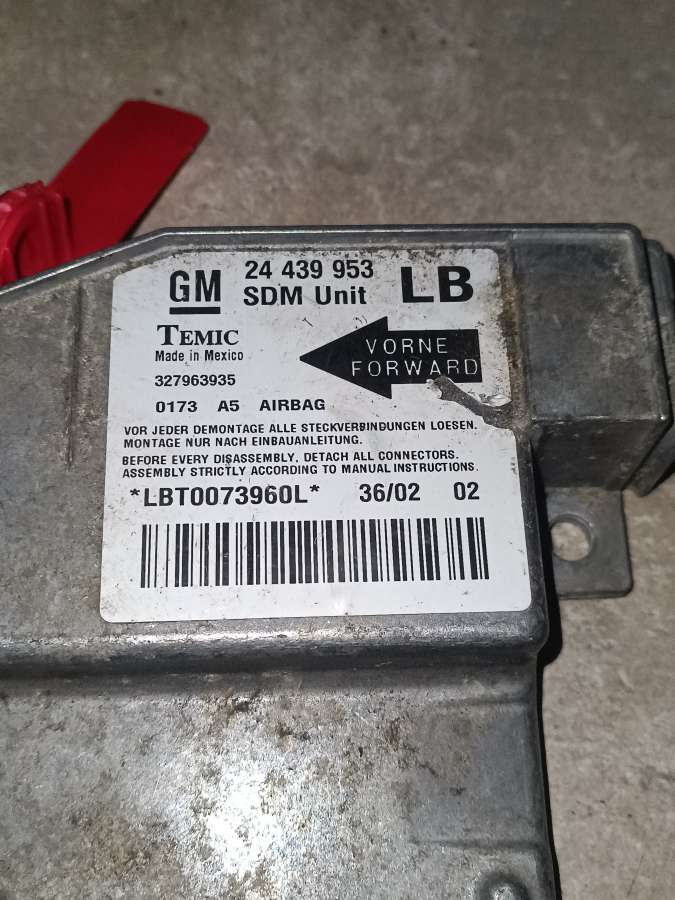 GM 24 439 953 LB
SDM Unit
TEMIC
Made in Mexico
VORNE
FORWARD
327963935
0173 A5 AIRBAG
VOR JEDER DEMONTAGE ALLE STECKVERBINDUNGEN LOESEN.
MONTAGE NUR NACH EINBAUANLEITUNG.
BEFORE EVERY DISASSEMBLY, DETACH ALL CONNECTORS.
ASSEMBLY STRICTLY ACCORDING TO MANUAL INSTRUCTIONS.
*LBT0073960L* 36/02 02